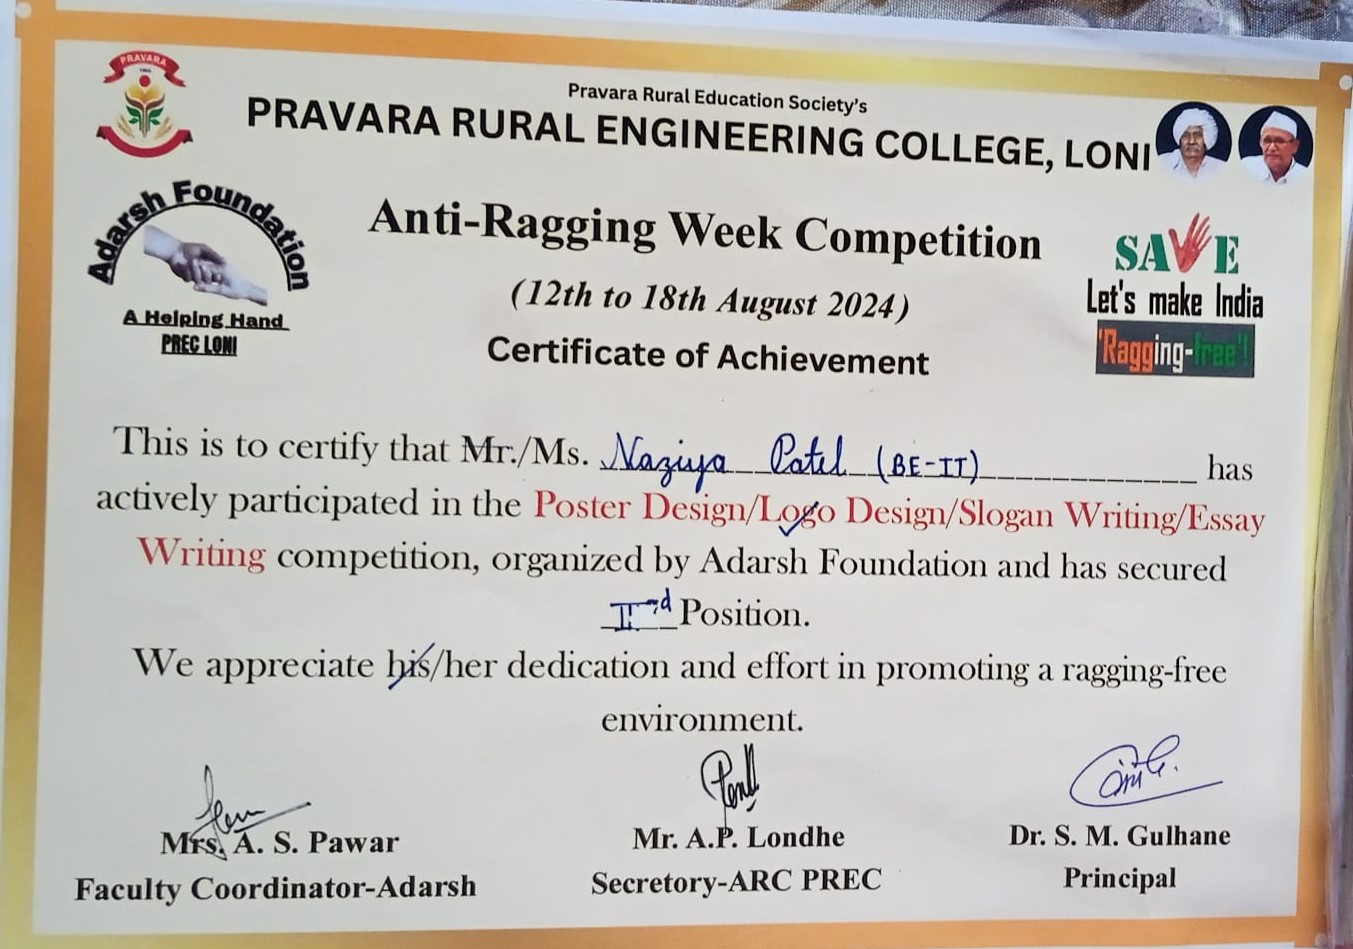 PRAVARA
Pravara Rural Education Society's
PRAVARA RURAL ENGINEERING COLLEGE, LONI
Adarsh Foundation
A Helping Hand
PREC LONI
Anti-Ragging Week Competition
(12th to 18th August 2024)
Certificate of Achievement
SAVE
Let's make India
'Ragging-free'!
This is to certify that Mr./Ms. Naziya Patel (BE-IT) has
actively participated in the Poster Design/Logo Design/Slogan Writing/Essay
Writing competition, organized by Adarsh Foundation and has secured
Position.
We appreciate his/her dedication and effort in promoting a ragging-free
environment.
Mrs. A. S. Pawar
Faculty Coordinator-Adarsh
Mr. A.P. Londhe
Secretary-ARC PREC
Dr. S. M. Gulhane
Principal